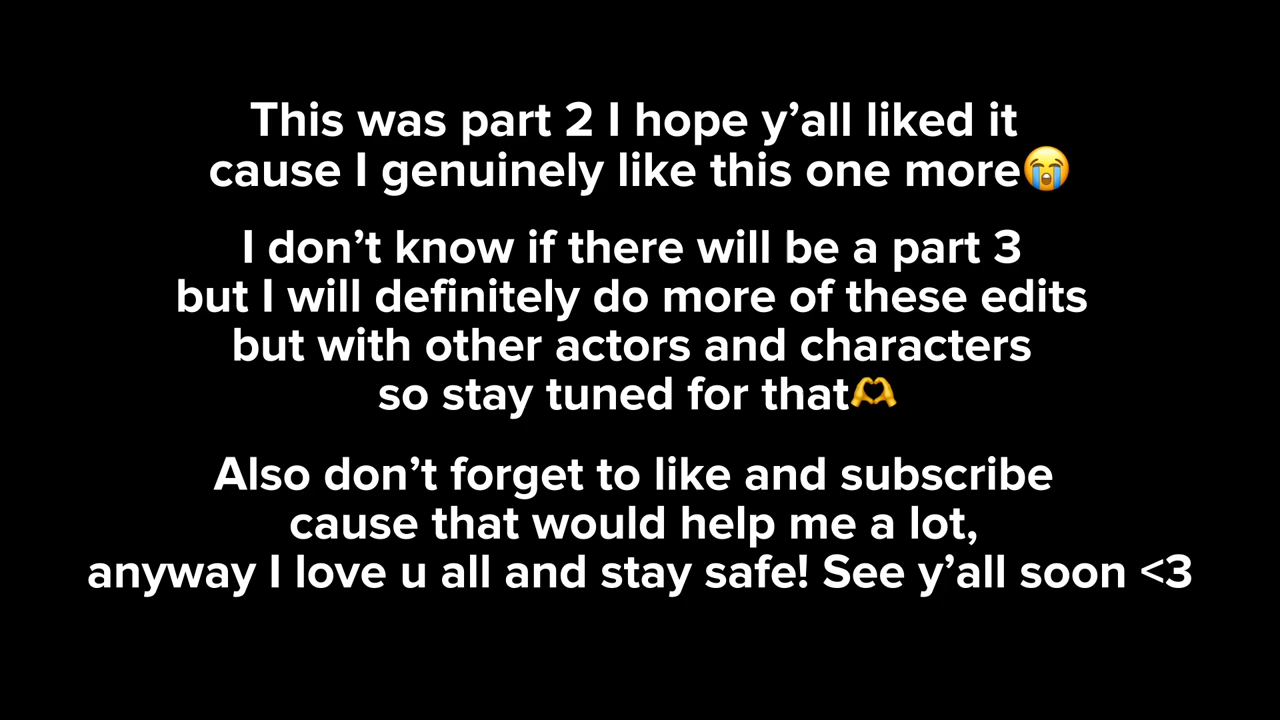 This was part 2 I hope y’all liked it
cause I genuinely like this one more😭
I don’t know if there will be a part 3
but I will definitely do more of these edits
but with other actors and characters
so stay tuned for that🫶
Also don’t forget to like and subscribe
cause that would help me a lot,
anyway I love u all and stay safe! See y’all soon <3